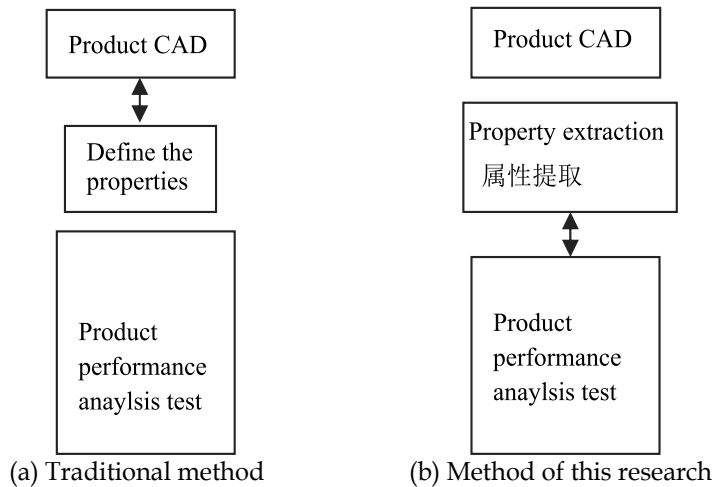 Product CAD
Define the
properties
Product
performance
anaylsis test
(a) Traditional method
Product CAD
Property extraction
属性提取
Product
performance
anaylsis test
(b) Method of this research